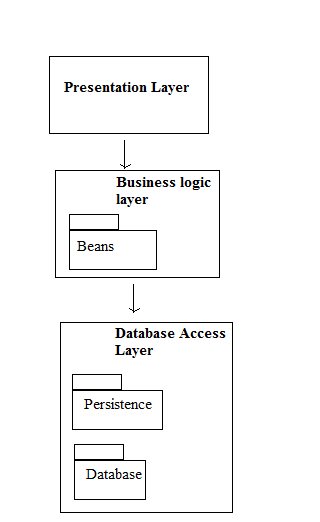 Presentation Layer
Business logic
layer
Beans
Database Access
Layer
Persistence
Database